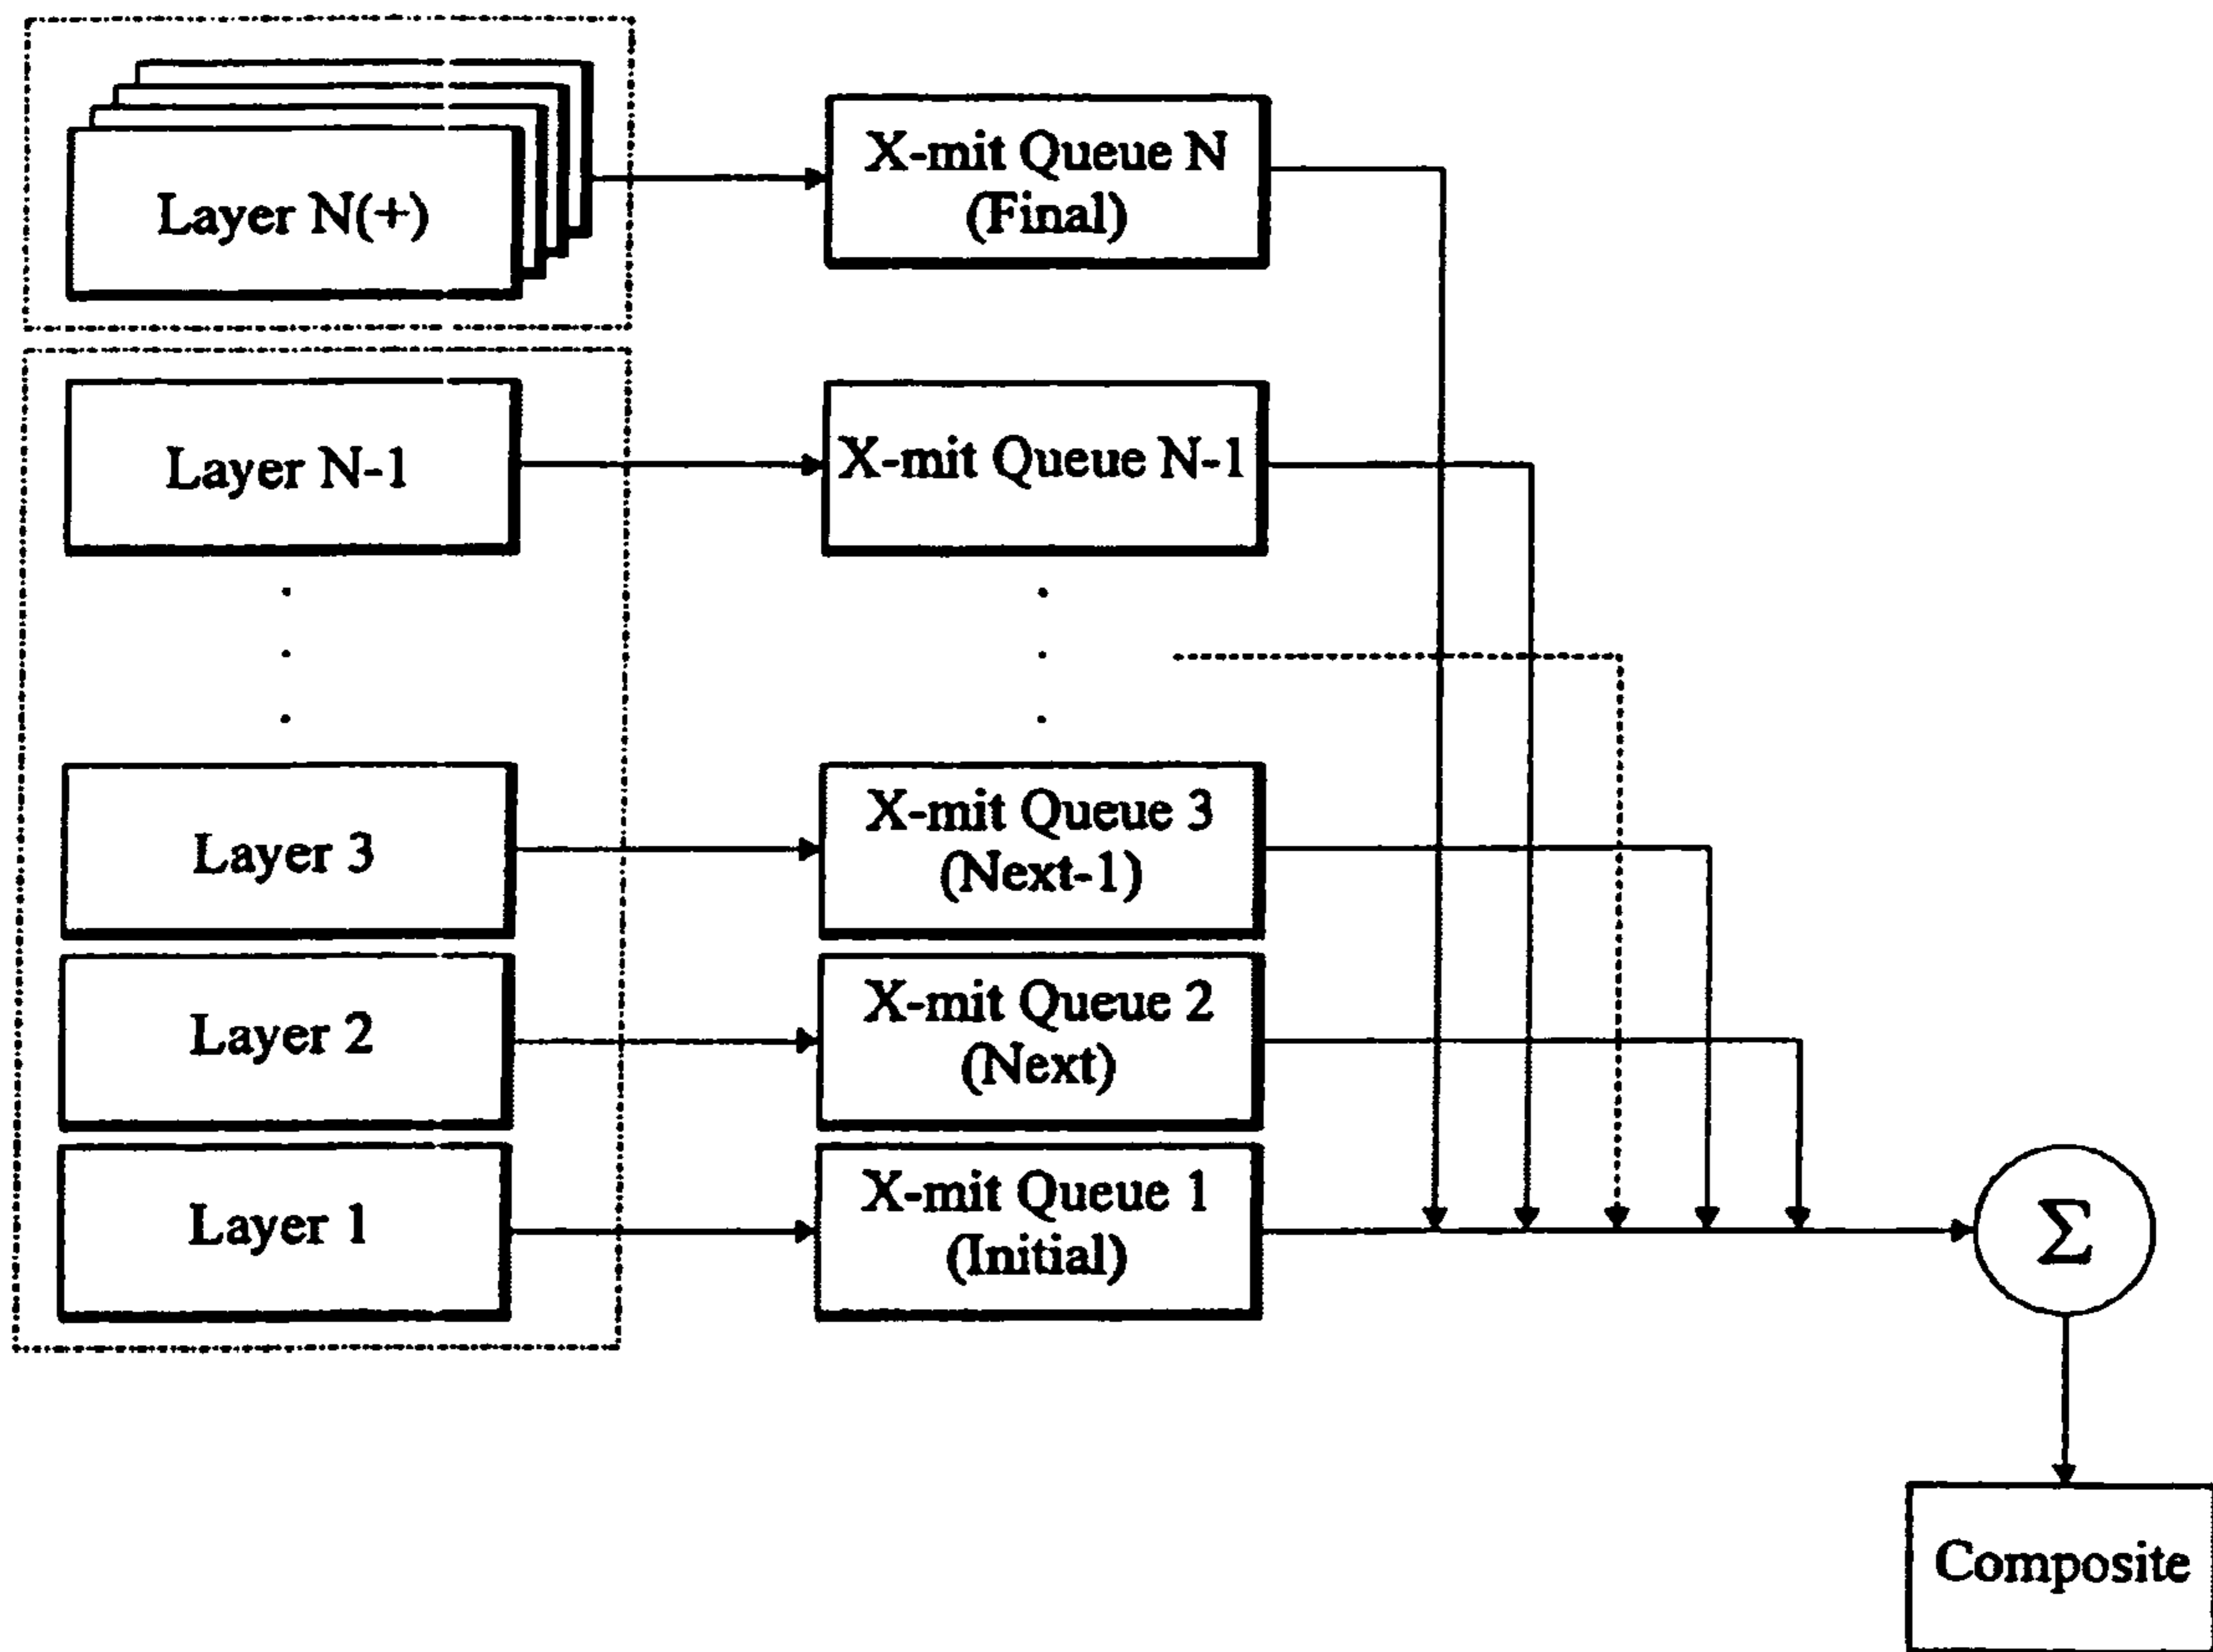 Layer N(+)
X-mit Queue N
(Final)
Layer N-1
X-mit Queue N-1
Layer 3
X-mit Queue 3
(Next-1)
Layer 2
X-mit Queue 2
(Next)
Layer 1
X-mit Queue 1
(Initial)
Σ
Composite